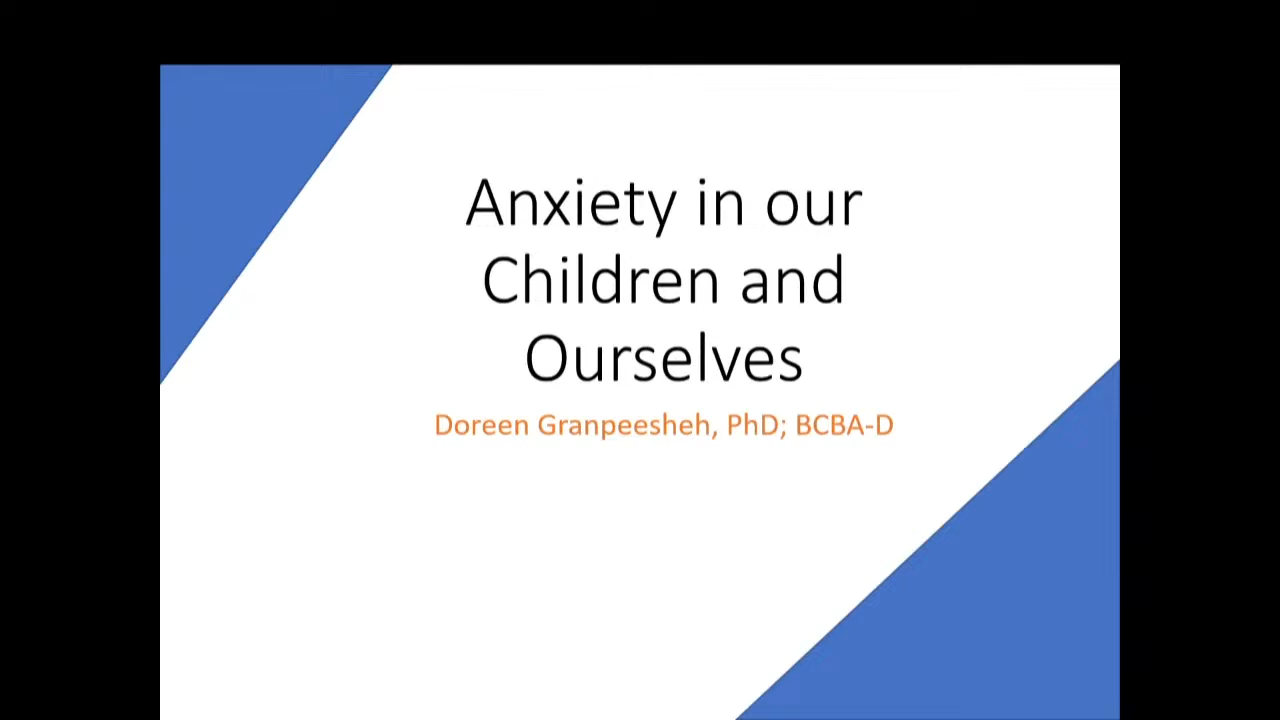 Anxiety in our
Children and
Ourselves
Doreen Granpeesheh, PhD; BCBA-D